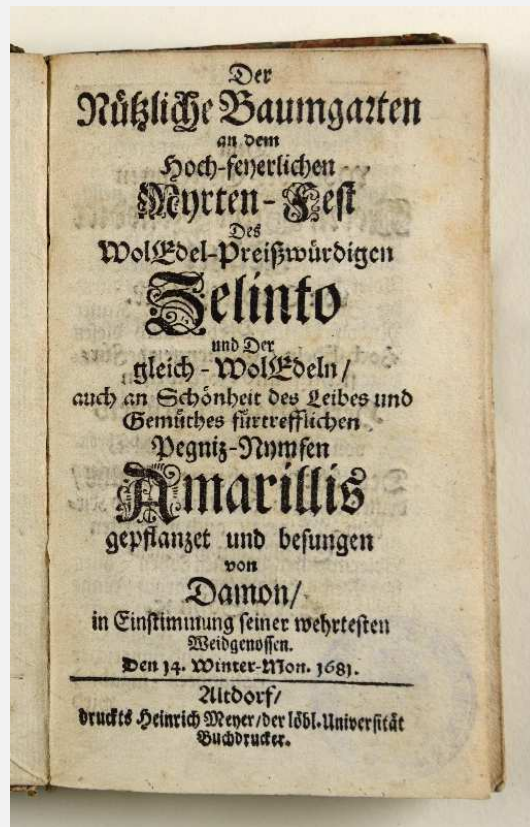 Der
Nützliche Baumgarten
an dem
Hoch-feyerlichen
Myrten-Fest
Des
WolEdel-Preißwürdigen
Selinto
und Der
gleich-WolEdeln/
auch an Schönheit des Leibes und
Gemüthes fürtrefflichen
Pegniz-Nymfen
Amarillis
gepflanzet und besungen
von
Damon/
in Einstimmung seiner wehrtesten
Weidgenossen.
Den 14. Winter-Mon. 1681.
Altdorf/
druckts Heinrich Meyer/der löbl. Universität
Buchdrucker.